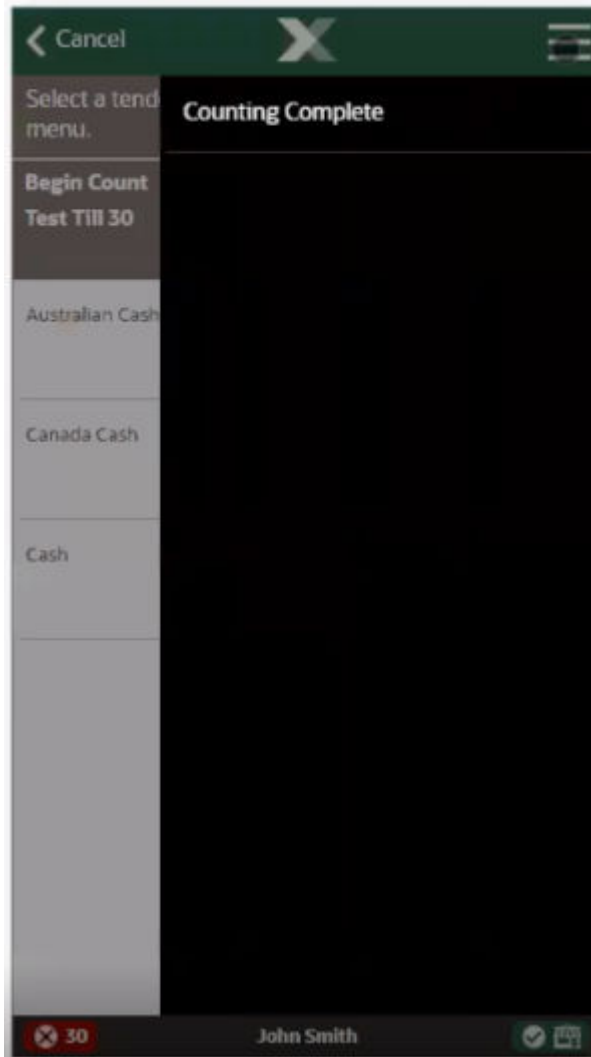 Cancel
Select a tend
menu.
Counting Complete
Begin Count
Test Till 30
Australian Cash
Canada Cash
Cash
30
John Smith